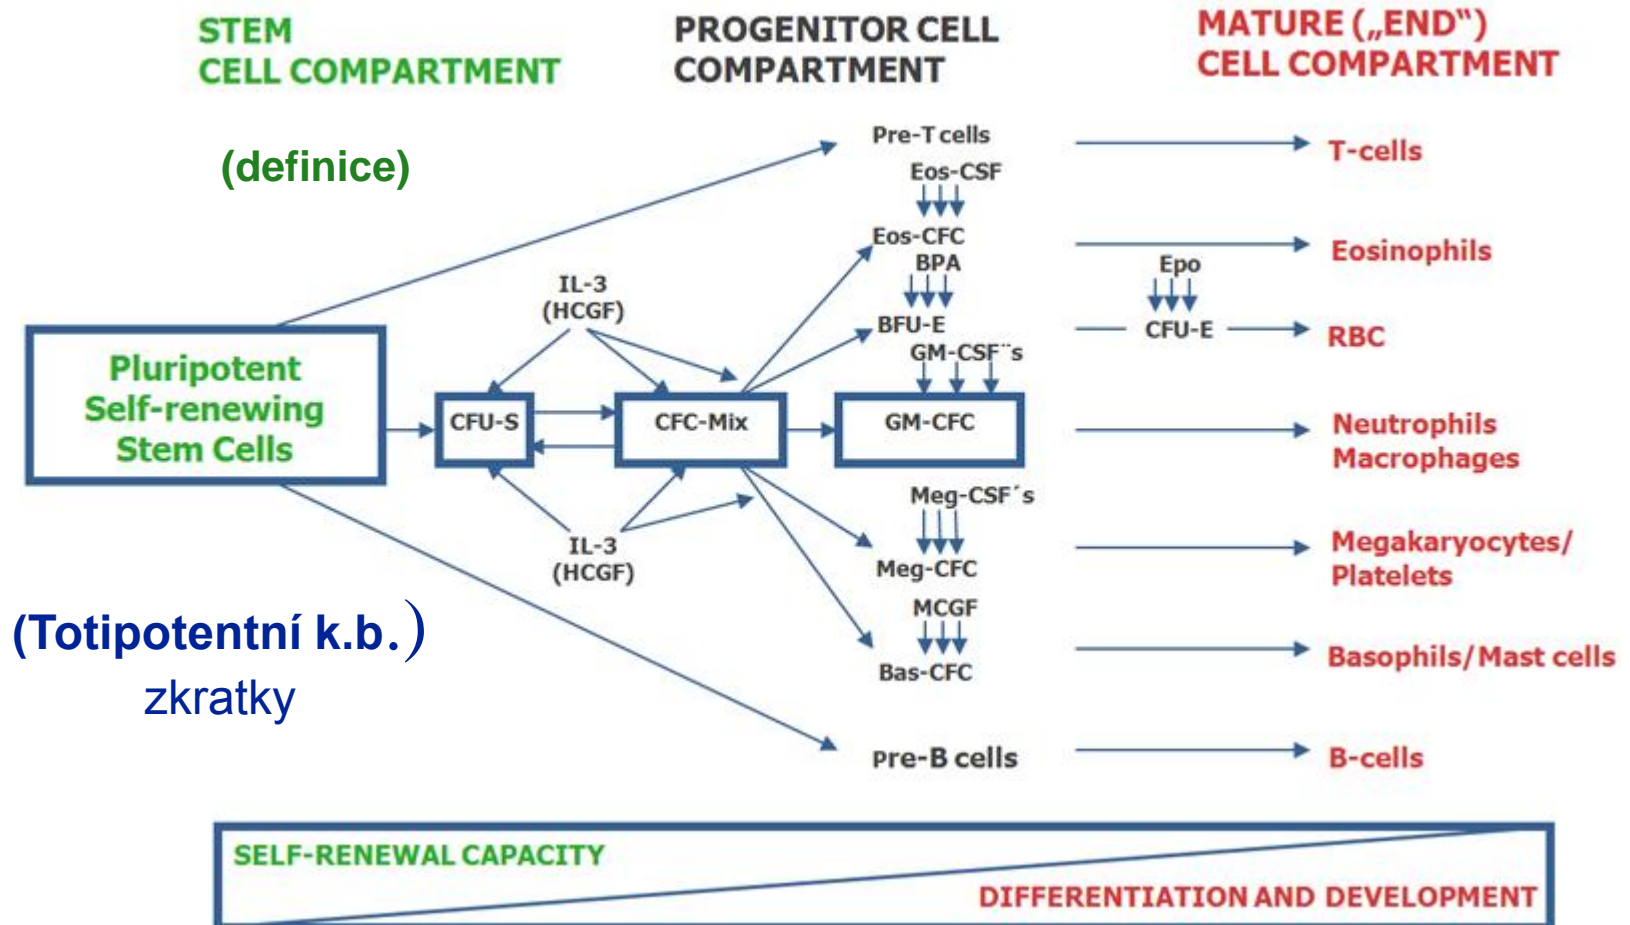 STEM
CELL COMPARTMENT
PROGENITOR CELL
COMPARTMENT
MATURE („END“)
CELL COMPARTMENT
(definice)
Pre-T cells
T-cells
Eos-CSF
Eos-CFC
Eosinophils
BPA
Epo
IL-3
(HCGF)
BFU-E
CFU-E
RBC
GM-CSF¨s
Pluripotent
Self-renewing
Stem Cells
CFU-S
CFC-Mix
GM-CFC
Neutrophils
Macrophages
Meg-CSF´s
IL-3
(HCGF)
Meg-CFC
Megakaryocytes/
Platelets
MCGF
(Totipotentní k.b.)
zkratky
Bas-CFC
Basophils/Mast cells
Pre-B cells
B-cells
SELF-RENEWAL CAPACITY
DIFFERENTIATION AND DEVELOPMENT